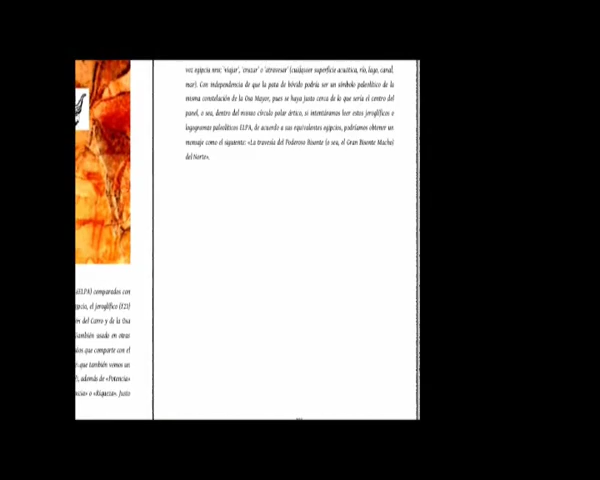 voz egipcia nmi: 'viajar', 'cruzar' o 'atravesar' (cualquier superficie acuática, río, lago, canal,
mar). Con independencia de que la pata de bóvido podría ser un símbolo paleolítico de la
misma constelación de la Osa Mayor, pues se haya justo cerca de lo que sería el centro del
panel, o sea, dentro del mismo círculo polar ártico, si intentáramos leer estos jeroglíficos o
logogramas paleolíticos ELPA, de acuerdo a sus equivalentes egipcios, podríamos obtener un
mensaje como el siguiente: «La travesía del Poderoso Bisonte (o sea, el Gran Bisonte Macho)
del Norte».
(ELPA) comparados con
el jeroglífico (F23)
del Carro y de la Osa
también usado en otras
que comparte con el
que también vemos un
además de «Potencia»
o «Riqueza». Justo